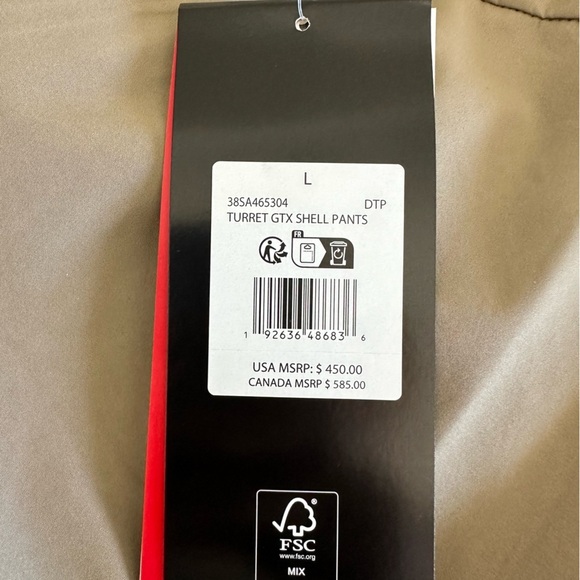 L
38SA465304 DTP
TURRET GTX SHELL PANTS
FR
1 92636 48683 6
USA MSRP: $ 450.00
CANADA MSRP $ 585.00
FSC
www.fsc.org
MIX